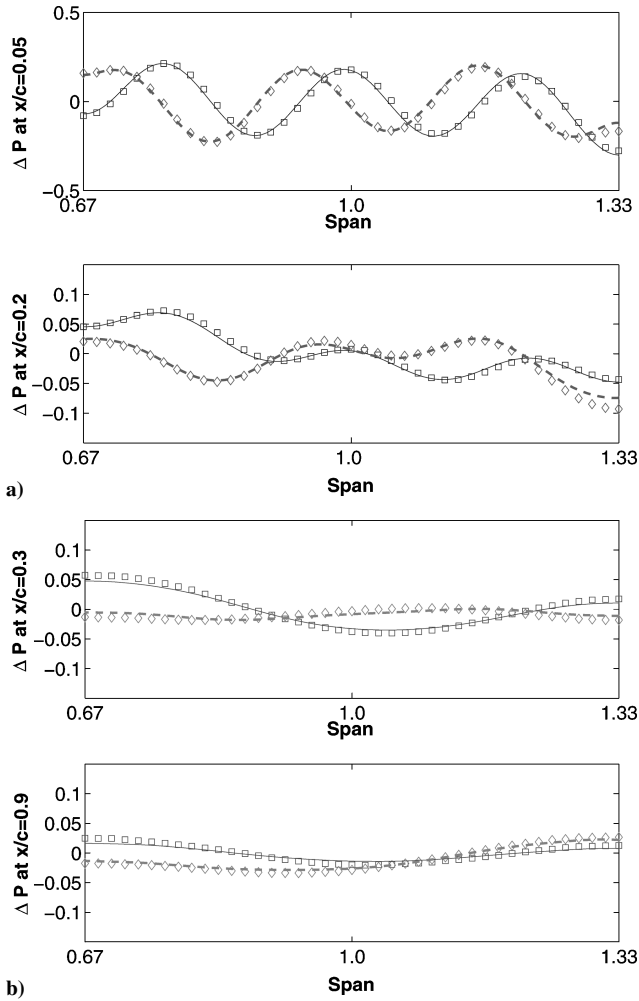 0.5
0
−0.5
Δ P at x/c=0.05
0.67 1.0 1.33
Span
0.1
0.05
0
−0.05
−0.1
Δ P at x/c=0.2
0.67 1.0 1.33
Span
a)
0.1
0.05
0
−0.05
−0.1
Δ P at x/c=0.3
0.67 1.0 1.33
Span
0.1
0.05
0
−0.05
−0.1
Δ P at x/c=0.9
0.67 1.0 1.33
Span
b)